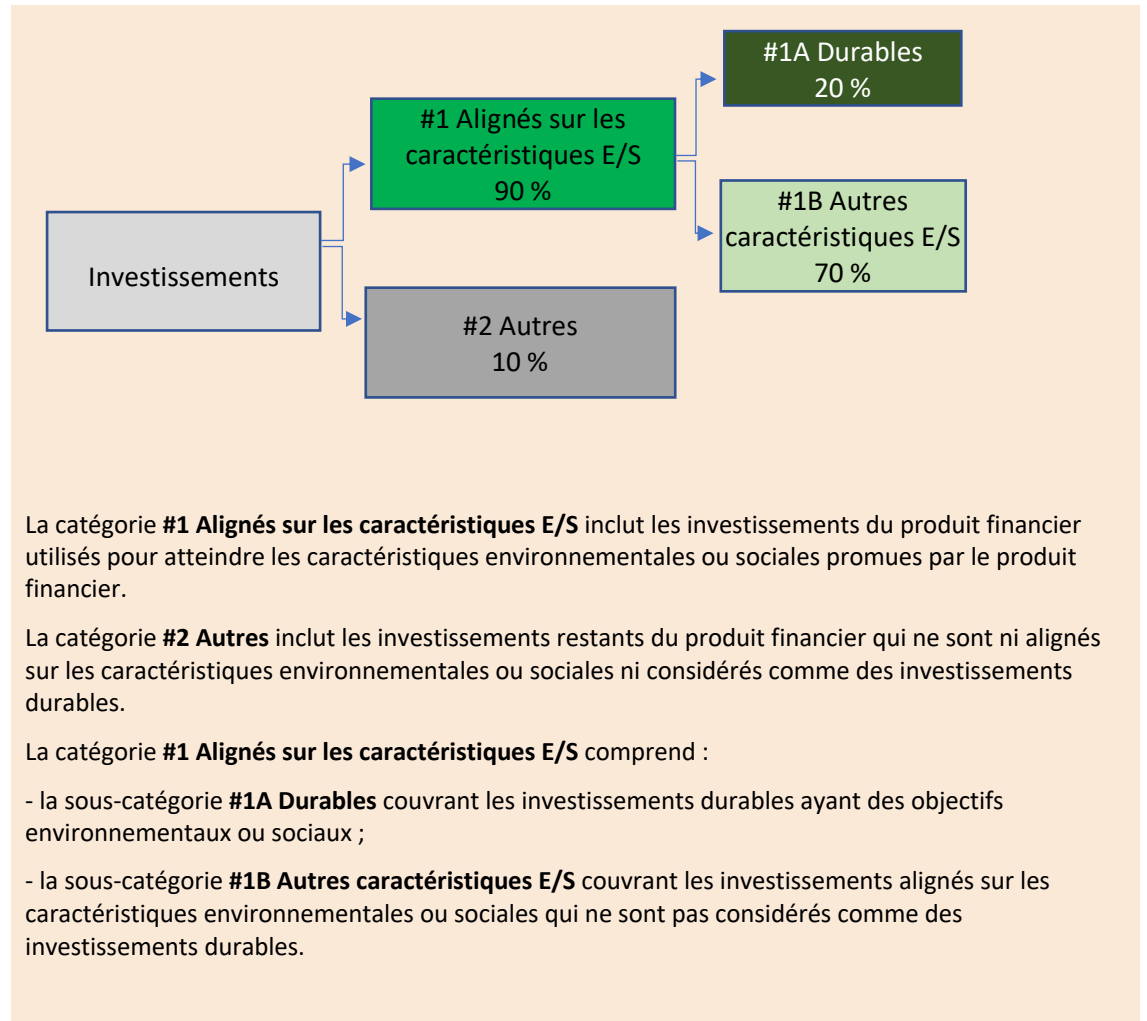 #1A Durables
20 %
#1 Alignés sur les
caractéristiques E/S
90 %
#1B Autres
caractéristiques E/S
70 %
Investissements
#2 Autres
10 %
La catégorie #1 Alignés sur les caractéristiques E/S inclut les investissements du produit financier
utilisés pour atteindre les caractéristiques environnementales ou sociales promues par le produit
financier.
La catégorie #2 Autres inclut les investissements restants du produit financier qui ne sont ni alignés
sur les caractéristiques environnementales ou sociales ni considérés comme des investissements
durables.
La catégorie #1 Alignés sur les caractéristiques E/S comprend :
- la sous-catégorie #1A Durables couvrant les investissements durables ayant des objectifs
environnementaux ou sociaux ;
- la sous-catégorie #1B Autres caractéristiques E/S couvrant les investissements alignés sur les
caractéristiques environnementales ou sociales qui ne sont pas considérés comme des
investissements durables.